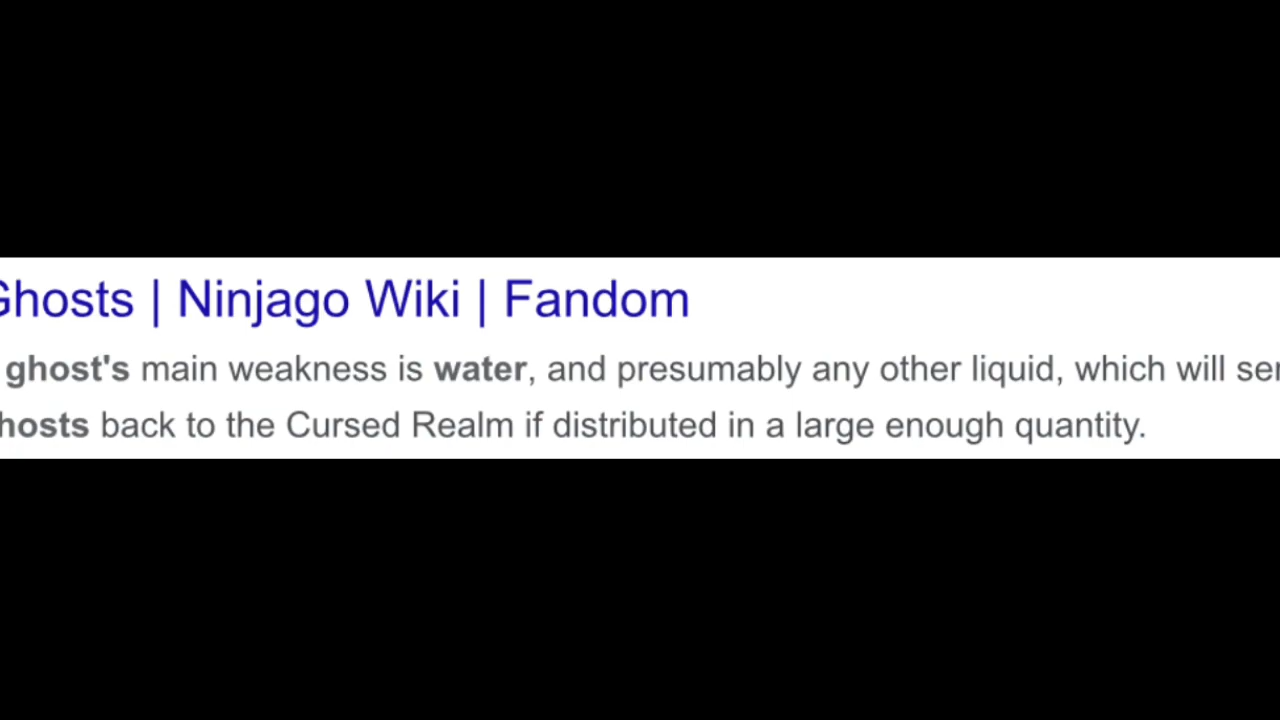 Ghosts | Ninjago Wiki | Fandom
ghost's main weakness is water, and presumably any other liquid, which will
hosts back to the Cursed Realm if distributed in a large enough quantity.